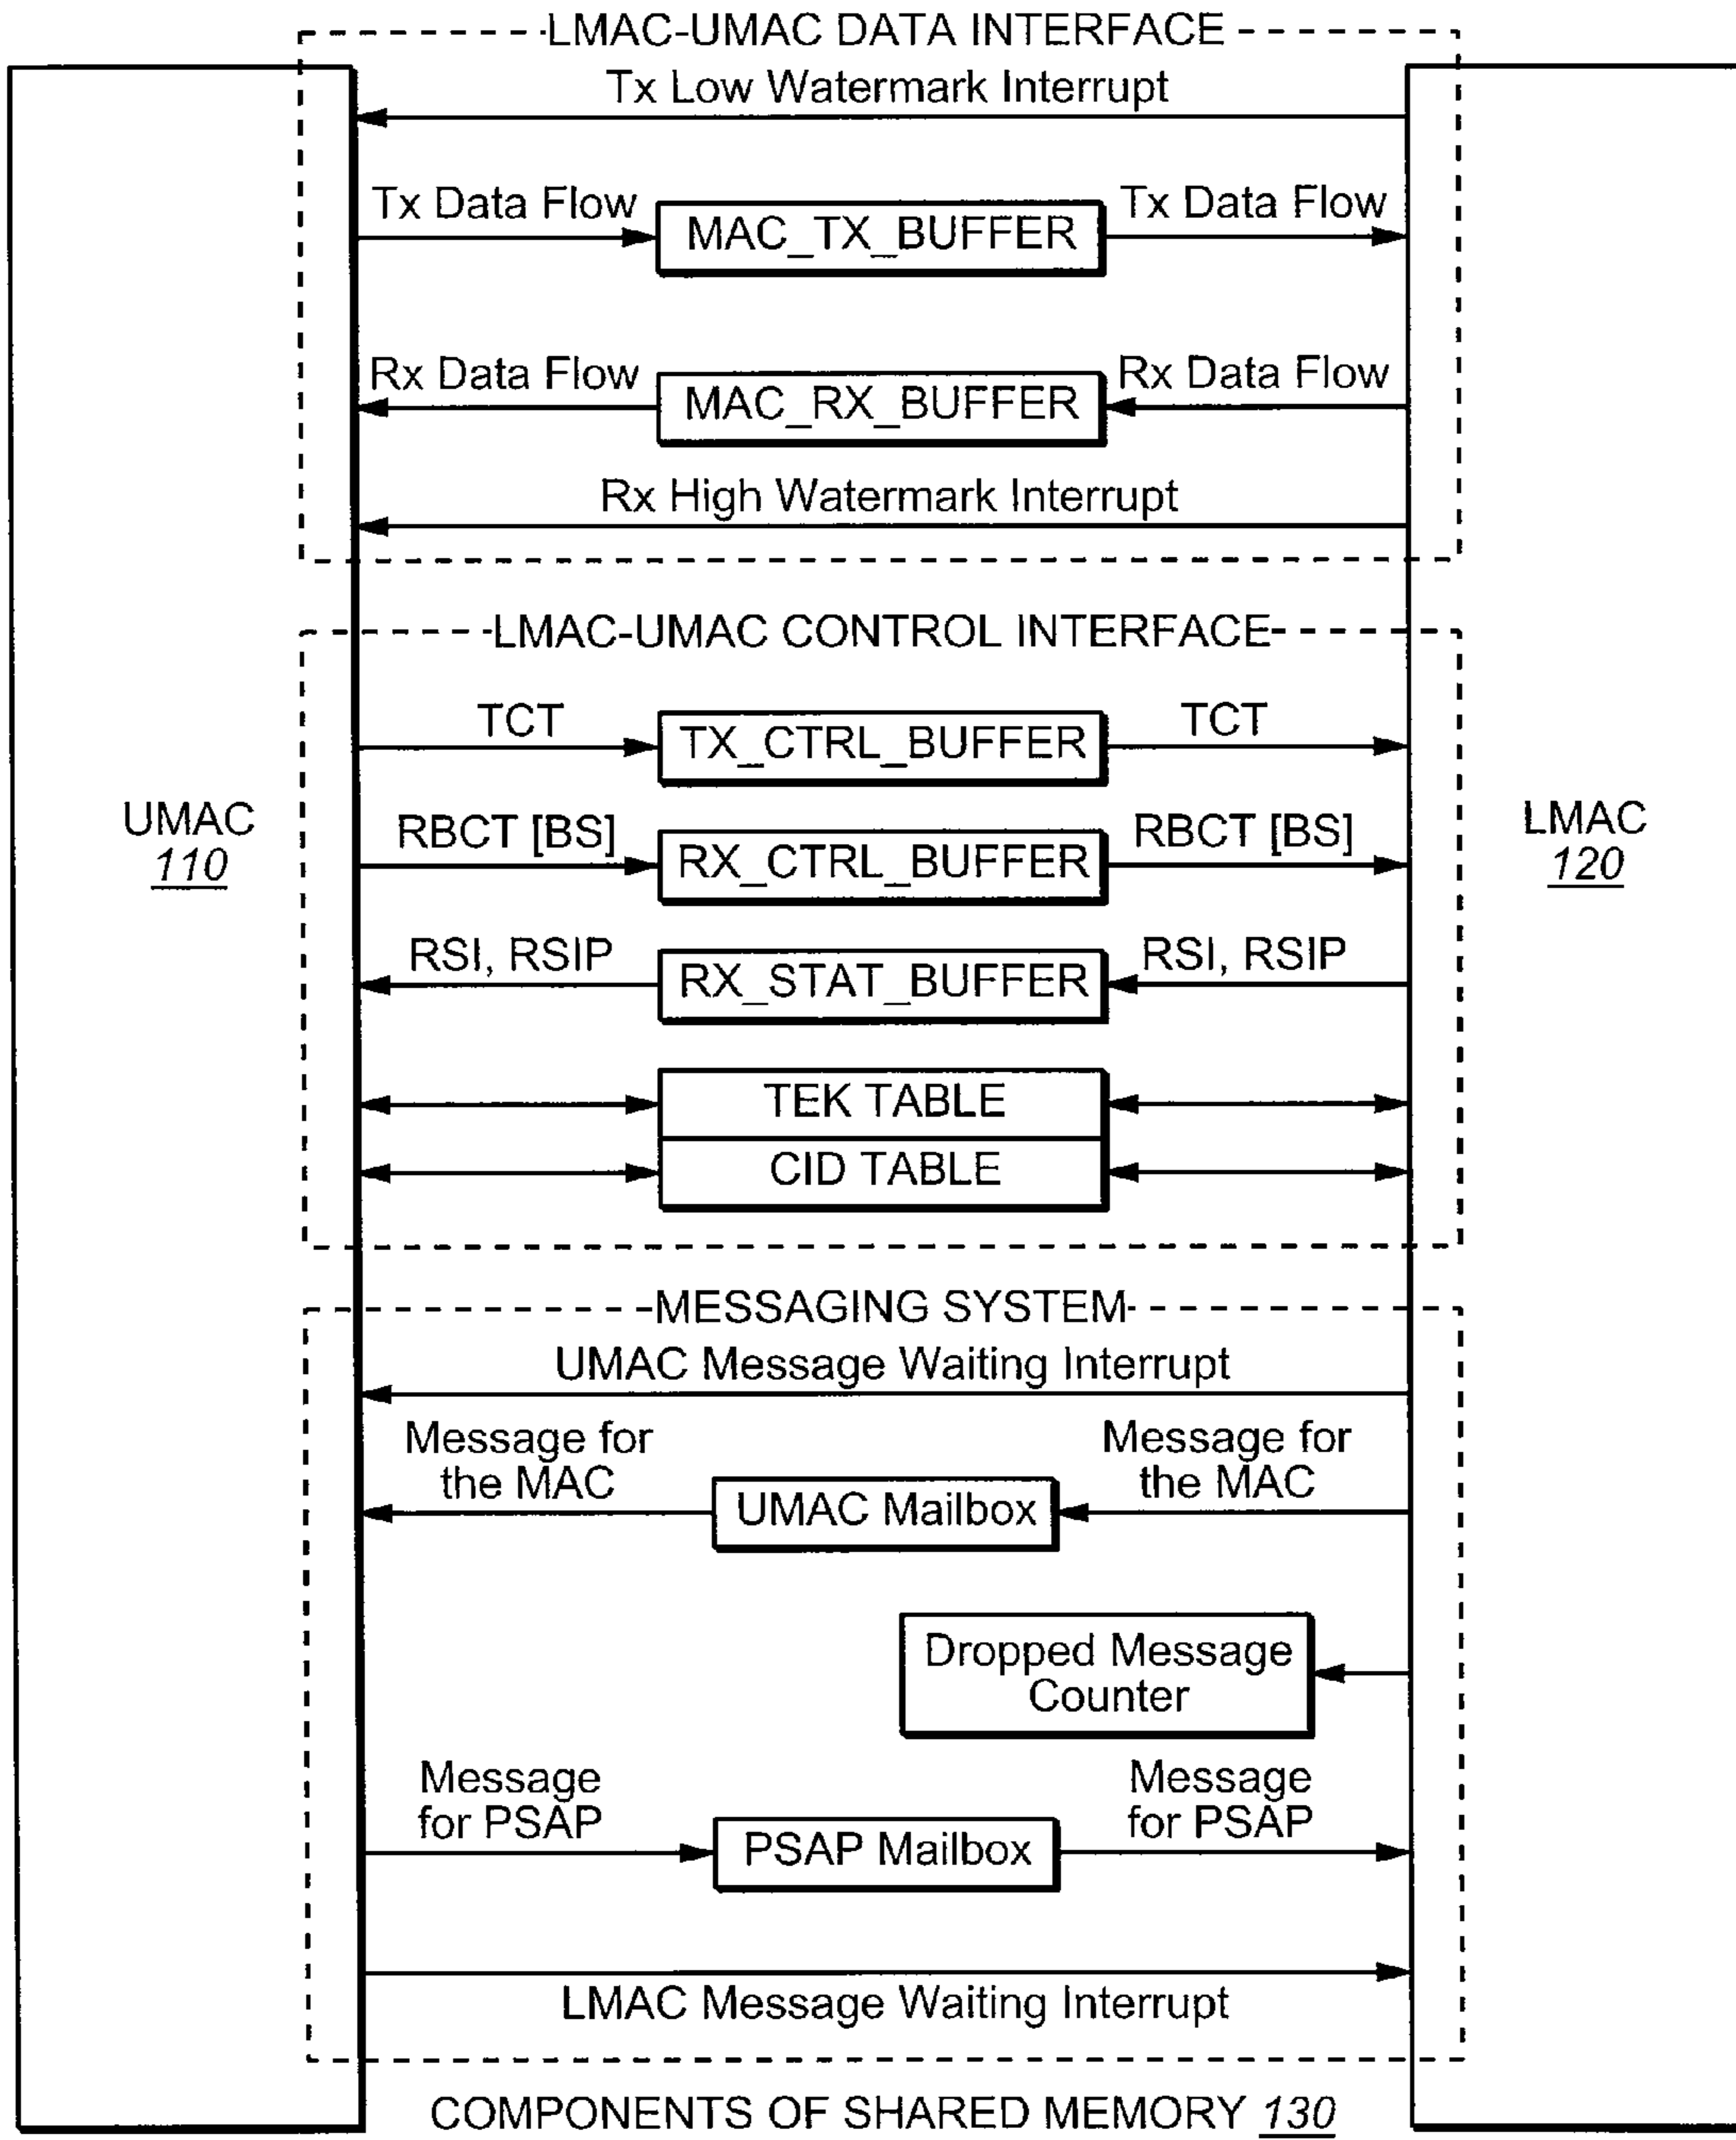 LMAC-UMAC DATA INTERFACE
Tx Low Watermark Interrupt
Tx Data Flow
MAC_TX_BUFFER
Tx Data Flow
Rx Data Flow
MAC_RX_BUFFER
Rx Data Flow
Rx High Watermark Interrupt
LMAC-UMAC CONTROL INTERFACE
TCT
TX_CTRL_BUFFER
TCT
UMAC
110
RBCT [BS]
RX_CTRL_BUFFER
RBCT [BS]
LMAC
120
RSI, RSIP
RX_STAT_BUFFER
RSI, RSIP
TEK TABLE
CID TABLE
MESSAGING SYSTEM
UMAC Message Waiting Interrupt
Message for
the MAC
UMAC Mailbox
Message for
the MAC
Dropped Message
Counter
Message
for PSAP
PSAP Mailbox
Message
for PSAP
LMAC Message Waiting Interrupt
COMPONENTS OF SHARED MEMORY 130